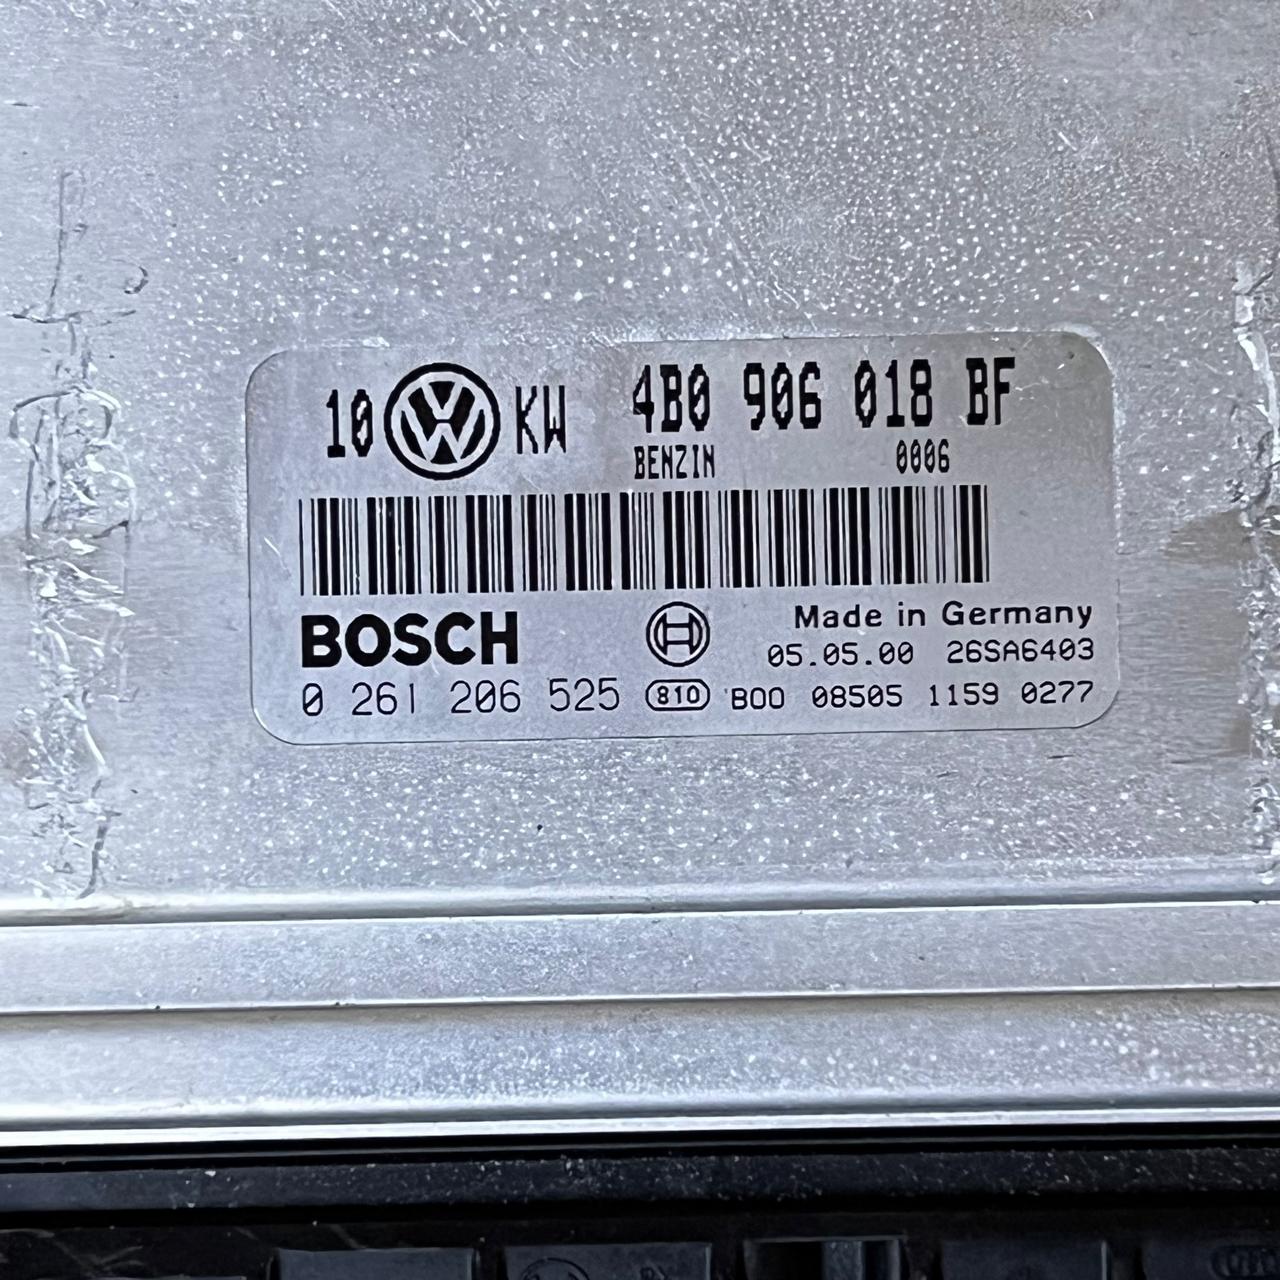 10 VW KW 4B0 906 018 BF
BENZIN 0006
BOSCH Made in Germany
05.05.00 26SA6403
0 261 206 525 810 B00 08505 1159 0277